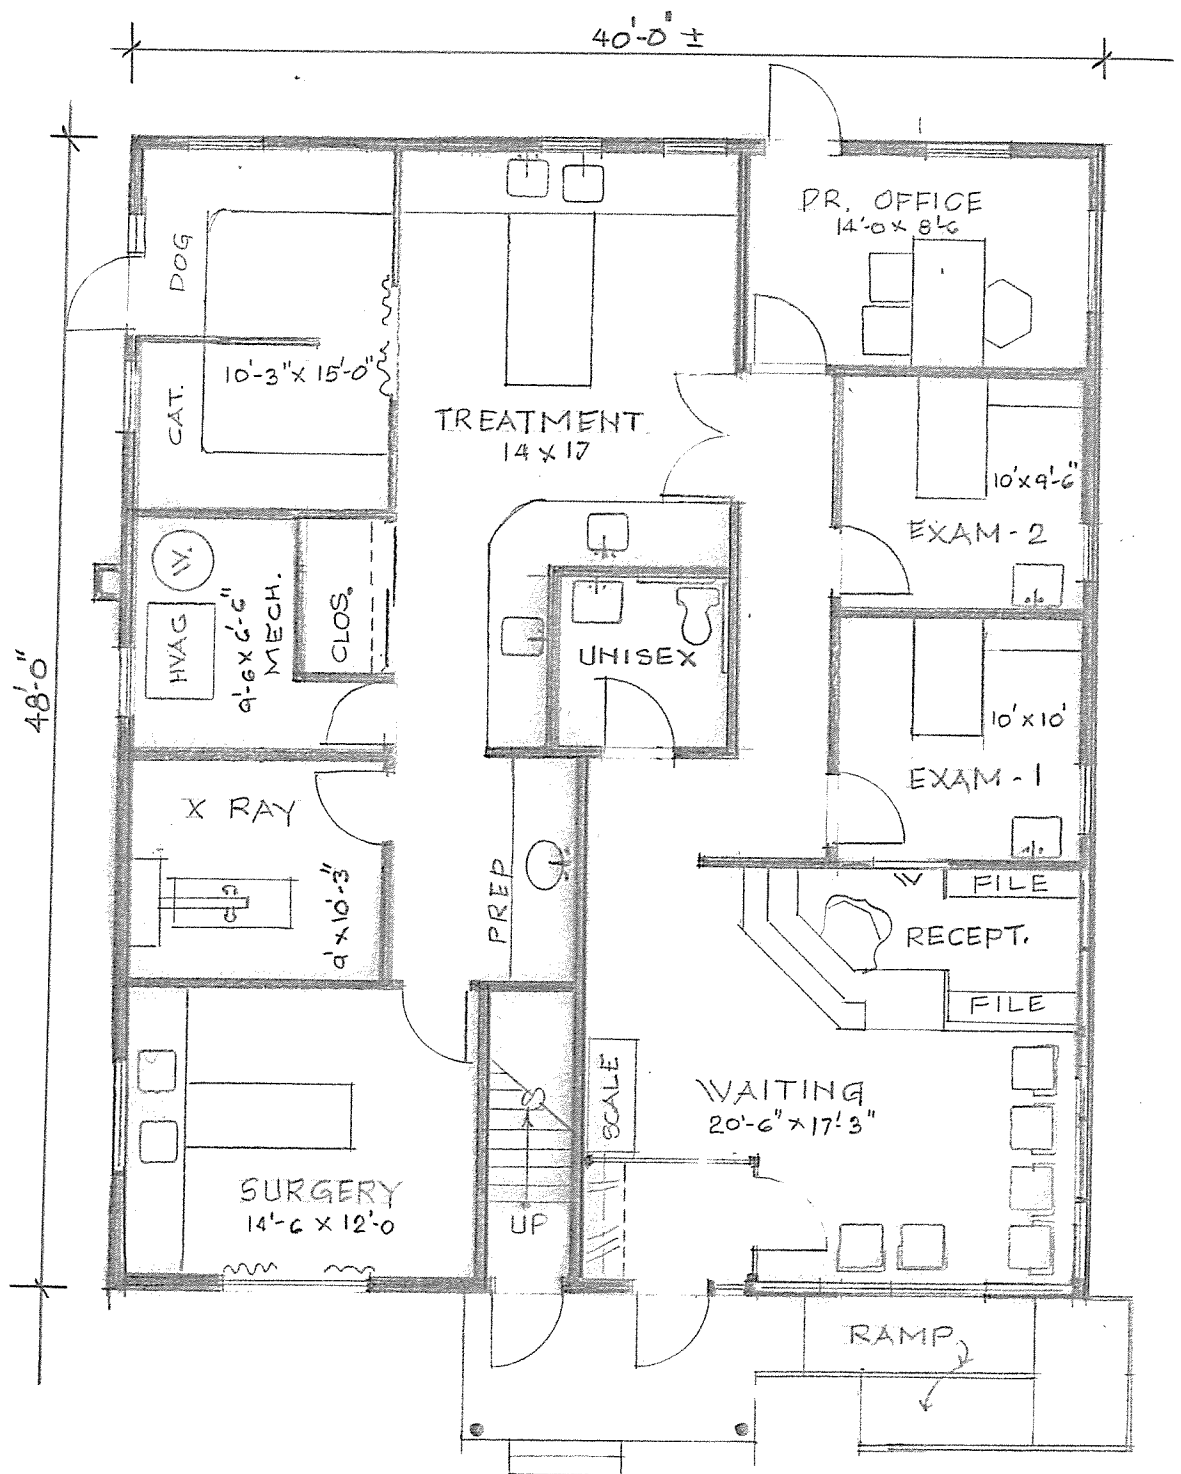 40'-0" ±
48'-0"
DR. OFFICE
14'-0 x 8'-6
DOG
CAT.
10'-3" x 15'-0"
TREATMENT
14 x 17
10' x 9'-6"
EXAM-2
W.
HVAC
9'-6 x 6'-6"
MECH.
CLOS.
UNISEX
10' x 10'
EXAM-1
X RAY
9' x 10'-3"
PREP
FILE
RECEPT.
FILE
SCALE
WAITING
20'-6" x 17'-3"
SURGERY
14'-6 x 12'-0
S
UP
RAMP